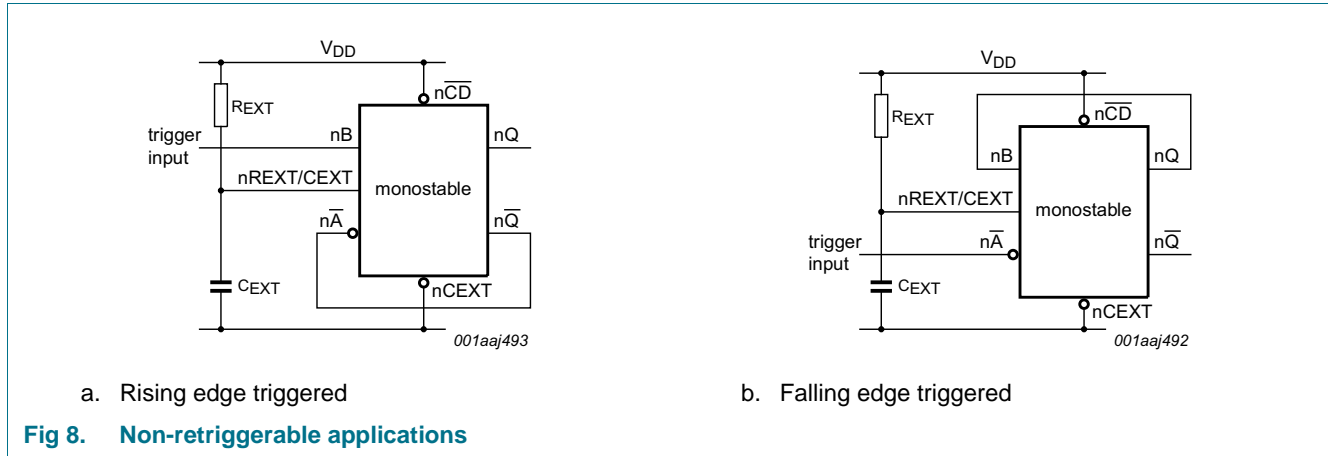 VDD
nC̅D̅
REXT
trigger
input
nB
nQ
nREXT/CEXT
monostable
nA̅
nQ̅
CEXT
nCEXT
001aaj493
VDD
nC̅D̅
REXT
nB
nQ
nREXT/CEXT
monostable
trigger
input
nA̅
nQ̅
CEXT
nCEXT
001aaj492
a. Rising edge triggered
b. Falling edge triggered
Fig 8. Non-retriggerable applications